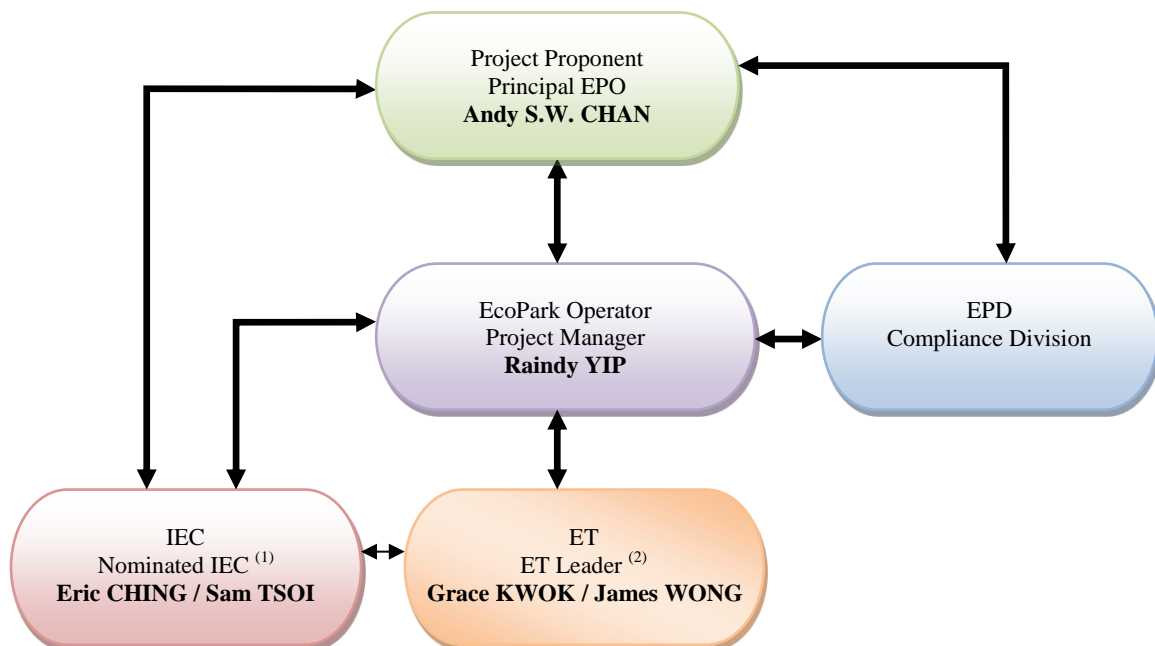 Project Proponent
Principal EPO
Andy S.W. CHAN
EcoPark Operator
Project Manager
Raindy YIP
EPD
Compliance Division
IEC
Nominated IEC (1)
Eric CHING / Sam TSOI
ET
ET Leader (2)
Grace KWOK / James WONG